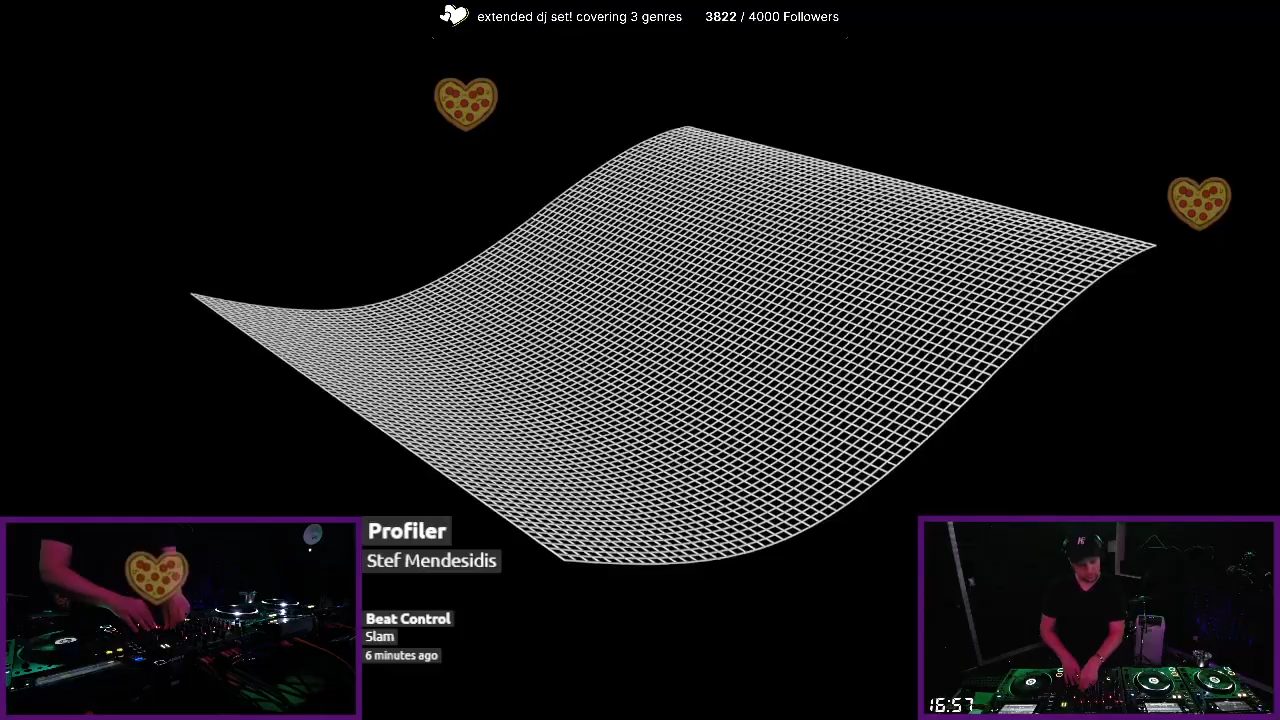 extended dj set! covering 3 genres 3822 / 4000 Followers
Profiler
Stef Mendesidis
Beat Control
Slam
6 minutes ago
16:57